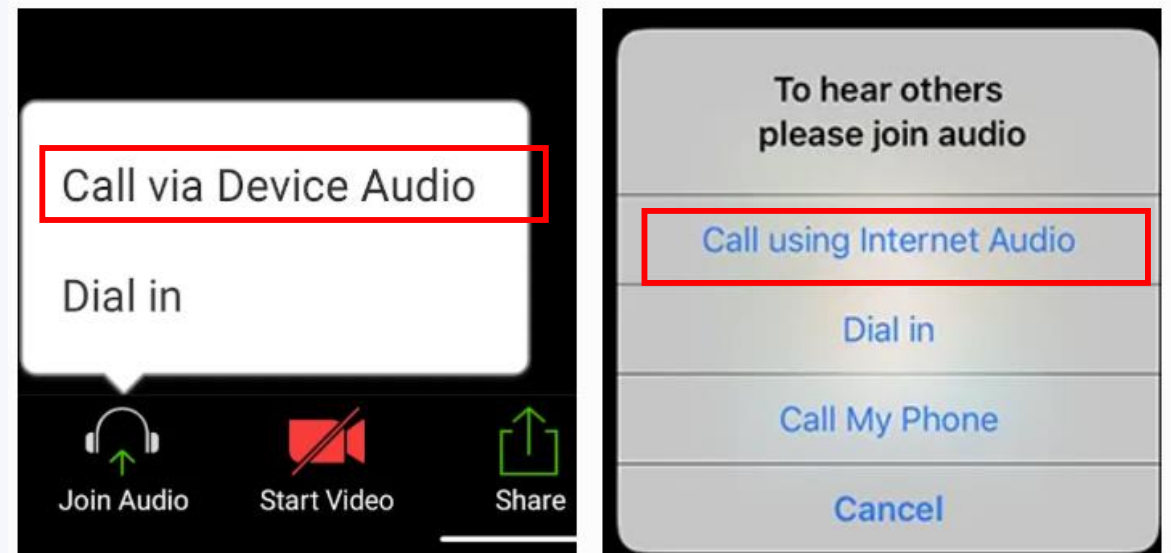 Call via Device Audio
Dial in
Join Audio
Start Video
Share
To hear others
please join audio
Call using Internet Audio
Dial in
Call My Phone
Cancel